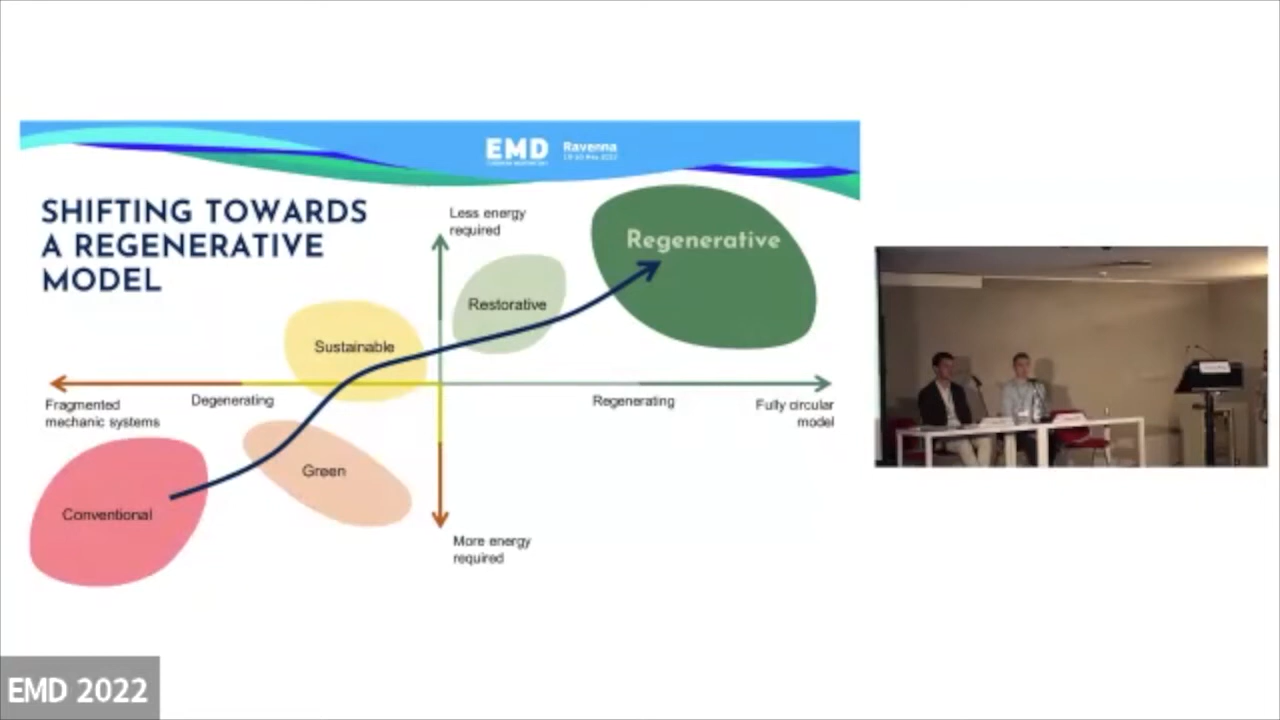 EMD
Ravenna
SHIFTING TOWARDS
A REGENERATIVE
MODEL
Less energy
required
Regenerative
Restorative
Sustainable
Fragmented
mechanic systems
Degenerating
Regenerating
Fully circular
model
Green
Conventional
More energy
required
EMD 2022